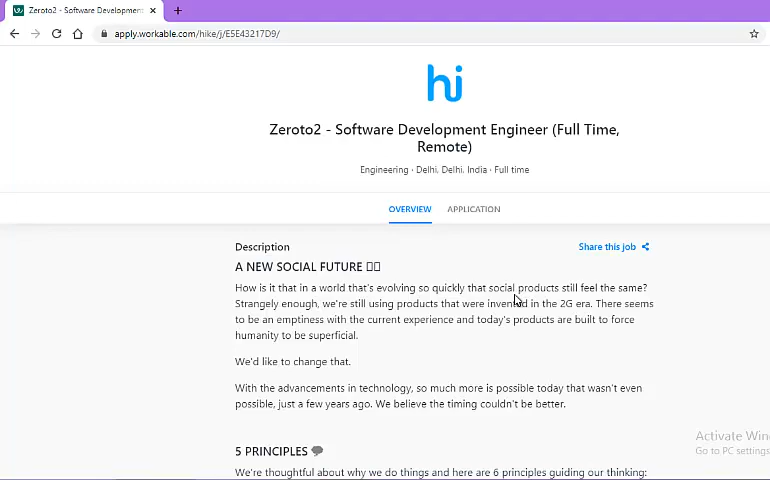 Zeroto2 - Software Development
apply.workable.com/hike/j/E5E43217D9/
hi
Zeroto2 - Software Development Engineer (Full Time,
Remote)
Engineering · Delhi, Delhi, India · Full time
OVERVIEW APPLICATION
Description Share this job
A NEW SOCIAL FUTURE
How is it that in a world that's evolving so quickly that social products still feel the same?
Strangely enough, we're still using products that were invented in the 2G era. There seems
to be an emptiness with the current experience and today's products are built to force
humanity to be superficial.
We'd like to change that.
With the advancements in technology, so much more is possible today that wasn't even
possible, just a few years ago. We believe the timing couldn't be better.
Activate Win
Go to PC settings
5 PRINCIPLES
We're thoughtful about why we do things and here are 6 principles guiding our thinking: